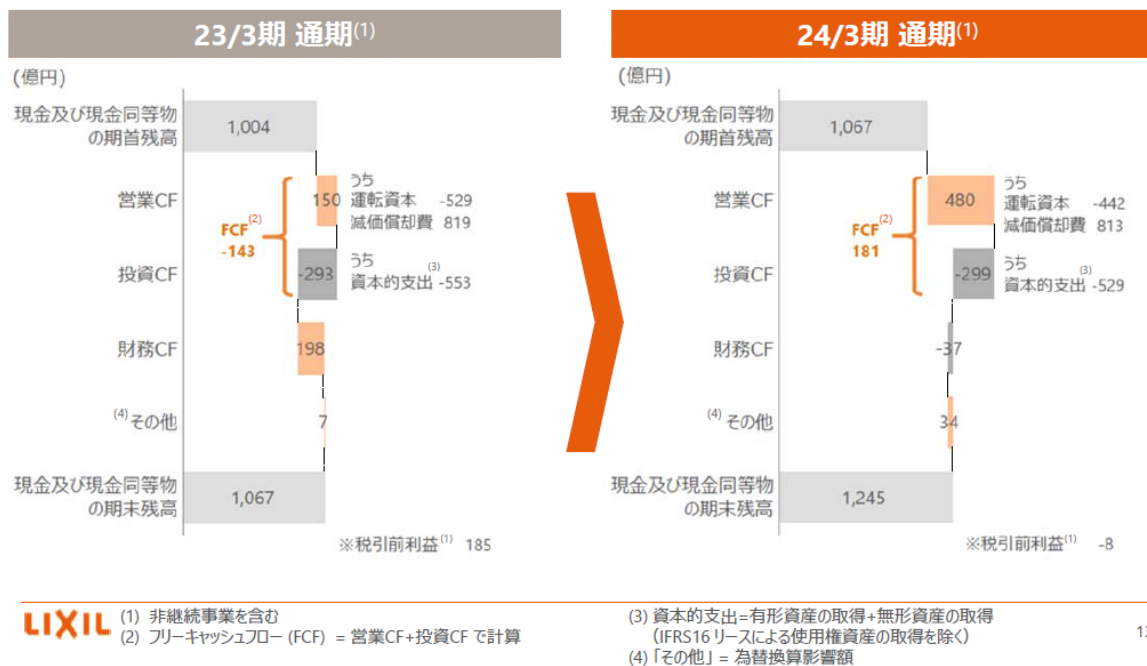 23/3期 通期(1)
(億円)
現金及び現金同等物
の期首残高
1,004
営業CF
150
うち
運転資本 -529
減価償却費 819
FCF(2)
-143
投資CF
-293
うち
資本的支出(3) -553
財務CF
198
(4) その他
7
現金及び現金同等物
の期末残高
1,067
※税引前利益(1) 185
24/3期 通期(1)
(億円)
現金及び現金同等物
の期首残高
1,067
営業CF
480
うち
運転資本 -442
減価償却費 813
FCF(2)
181
投資CF
-299
うち
資本的支出(3) -529
財務CF
-37
(4) その他
34
現金及び現金同等物
の期末残高
1,245
※税引前利益(1) -8
LIXIL
(1) 非継続事業を含む
(2) フリーキャッシュフロー (FCF) = 営業CF+投資CF で計算
(3) 資本的支出=有形資産の取得+無形資産の取得
(IFRS16 リースによる使用権資産の取得を除く)
(4) 「その他」 = 為替換算影響額